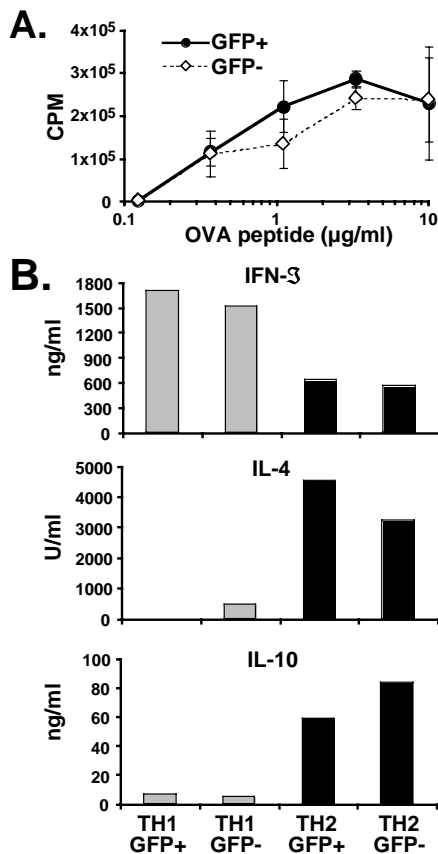 A.
GFP+
GFP-
4x10⁵
3x10⁵
2x10⁵
1x10⁵
0
CPM
0.1 1 10
OVA peptide (µg/ml)
B.
IFN-ℑ
1800
1500
1200
900
600
300
0
ng/ml
IL-4
5000
4000
3000
2000
1000
0
U/ml
IL-10
100
80
60
40
20
0
ng/ml
TH1 TH1 TH2 TH2
GFP+ GFP- GFP+ GFP-